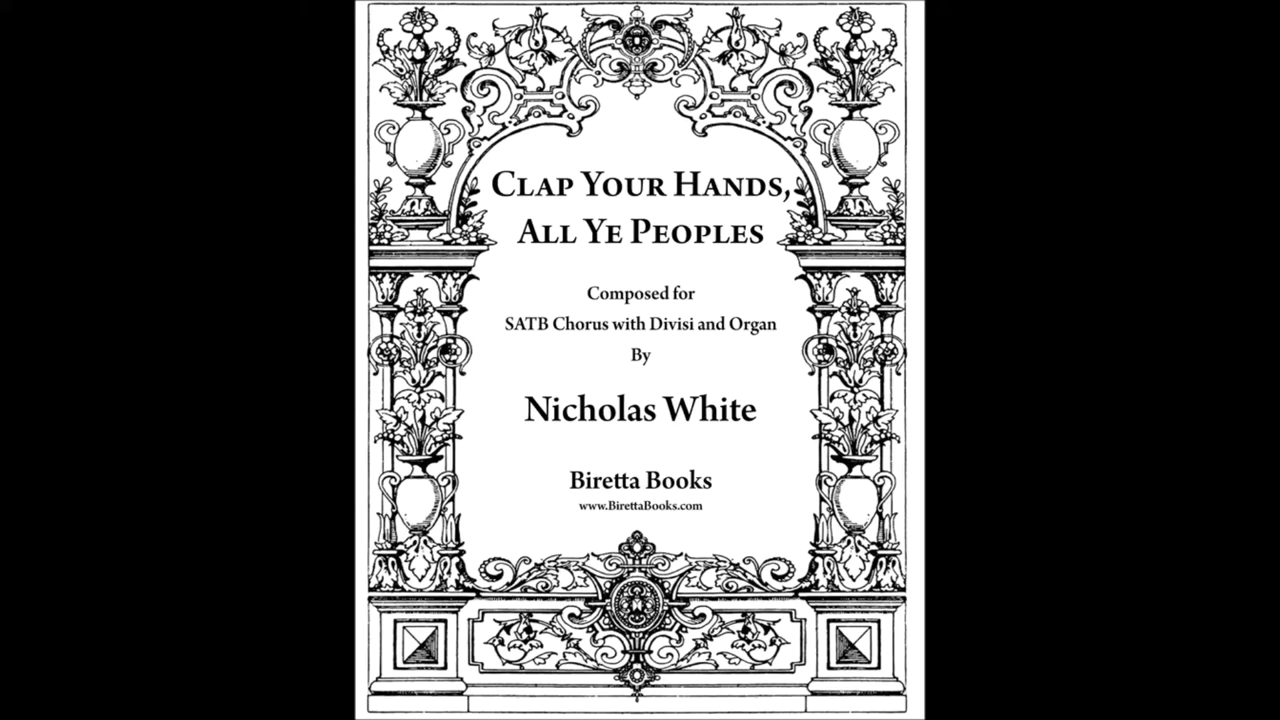 Clap Your Hands,
All Ye Peoples
Composed for
SATB Chorus with Divisi and Organ
By
Nicholas White
Biretta Books
www.BirettaBooks.com